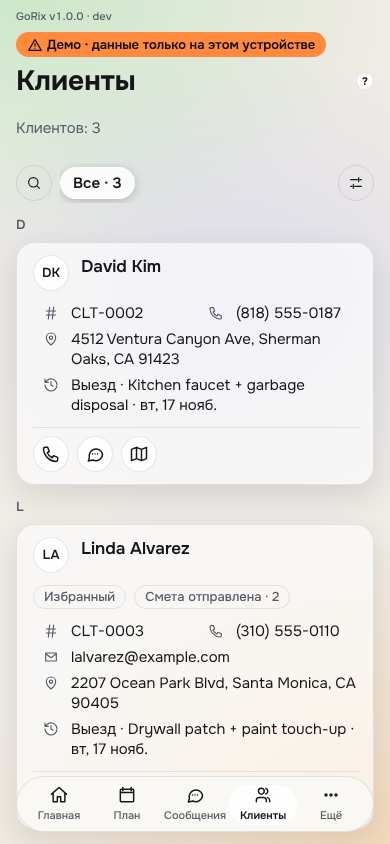 GoRix v1.0.0 · dev
Демо · данные только на этом устройстве
Клиенты
?
Клиентов: 3
Все · 3
D
DK David Kim
# CLT-0002 (818) 555-0187
4512 Ventura Canyon Ave, Sherman
Oaks, CA 91423
Выезд · Kitchen faucet + garbage
disposal · вт, 17 нояб.
L
LA Linda Alvarez
Избранный Смета отправлена · 2
# CLT-0003 (310) 555-0110
lalvarez@example.com
2207 Ocean Park Blvd, Santa Monica, CA
90405
Выезд · Drywall patch + paint touch-up ·
вт, 17 нояб.
Главная План Сообщения Клиенты Ещё